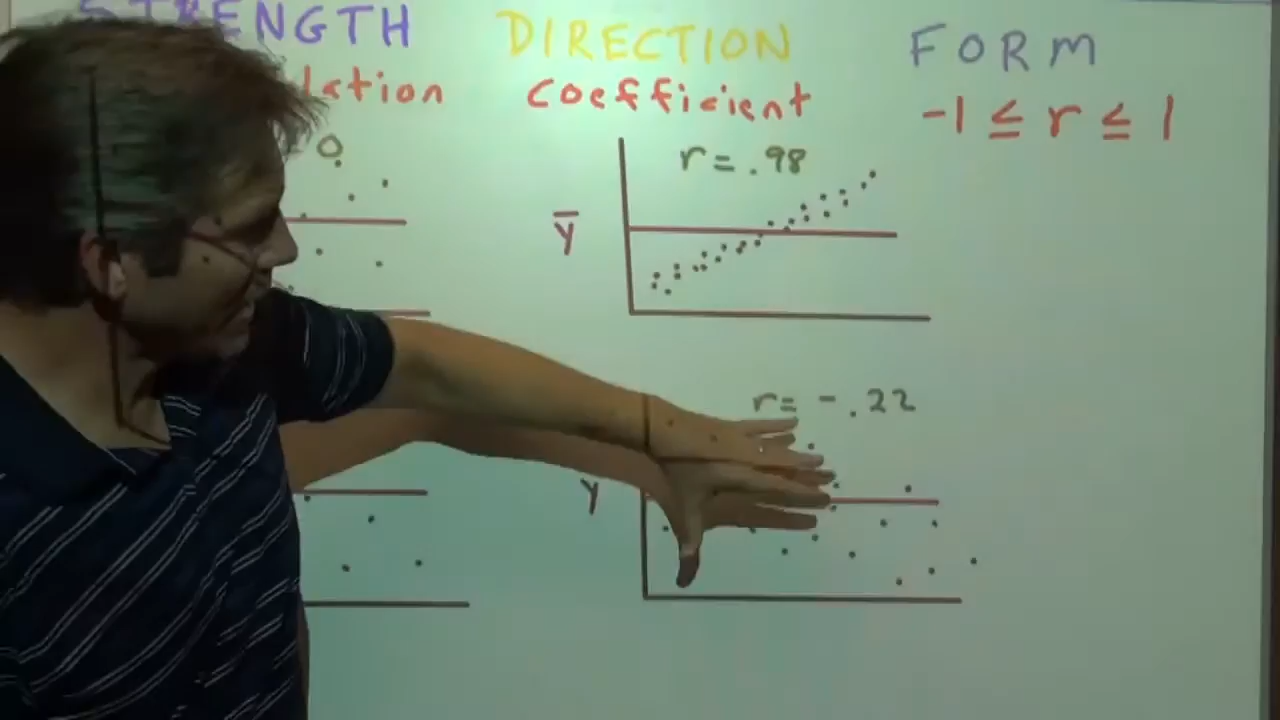 STRENGTH DIRECTION FORM
coefficient -1 ≤ r ≤ 1
r = .98
y̅
r = -.22
y